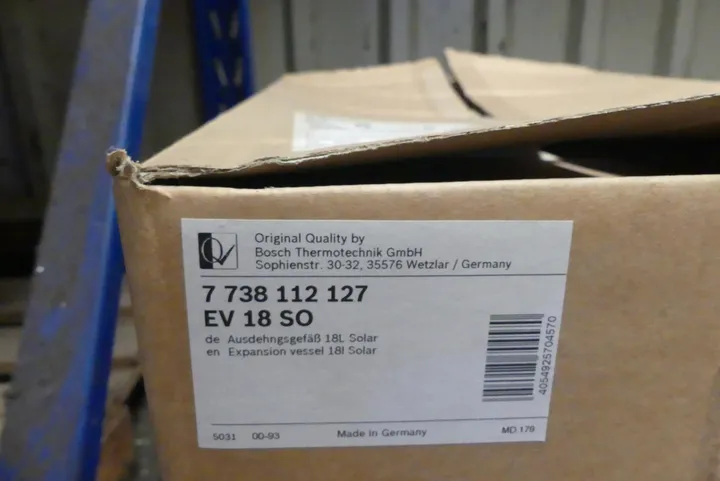 Original Quality by
Bosch Thermotechnik GmbH
Sophienstr. 30-32, 35576 Wetzlar / Germany
7 738 112 127
EV 18 SO
de Ausdehngsgefäß 18L Solar
en Expansion vessel 18l Solar
4054925704570
5031 00-93 Made in Germany MD 179